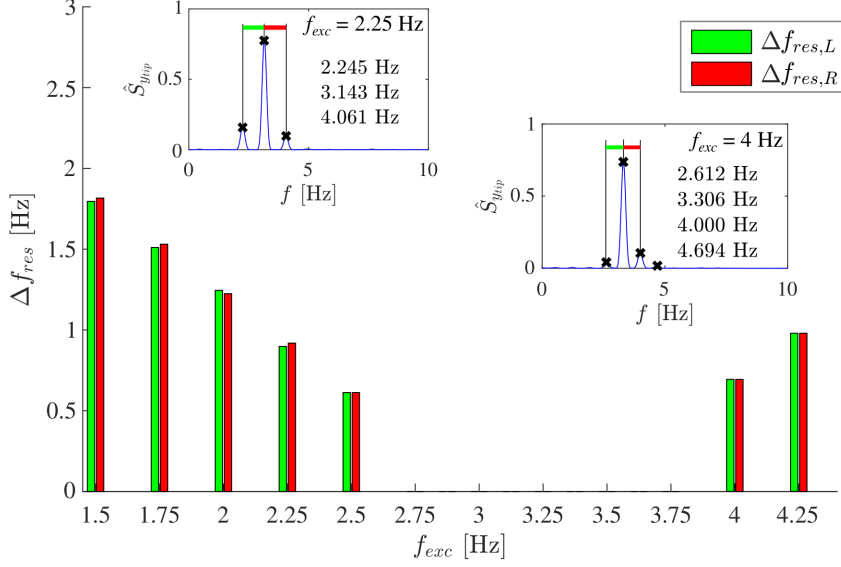 3
2.5
2
1.5
1
0.5
0
Δf_res [Hz]
1.5 1.75 2 2.25 2.5 2.75 3 3.25 3.5 3.75 4 4.25
f_exc [Hz]
Δf_res,L
Δf_res,R
1
0.5
0
Ŝ_y_tip
f_exc = 2.25 Hz
2.245 Hz
3.143 Hz
4.061 Hz
0 5 10
f [Hz]
1
0.5
0
Ŝ_y_tip
f_exc = 4 Hz
2.612 Hz
3.306 Hz
4.000 Hz
4.694 Hz
0 5 10
f [Hz]